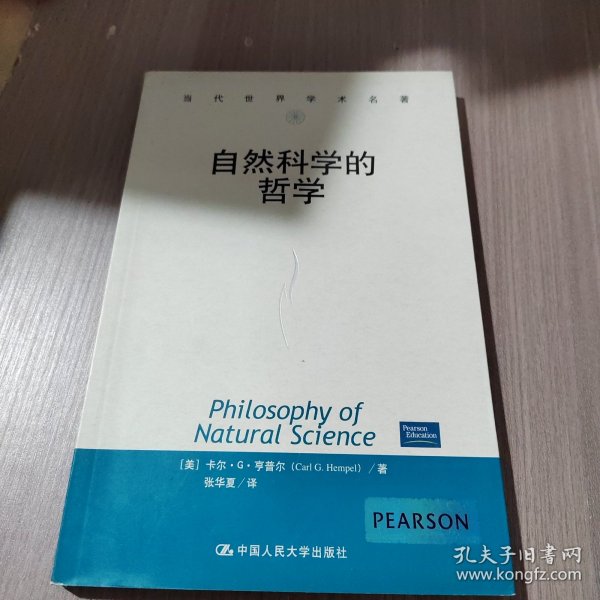 当代世界学术名著
自然科学的
哲学
Philosophy of
Natural Science
Pearson
Education
[美] 卡尔·G·亨普尔 (Carl G. Hempel) / 著
张华夏 / 译
PEARSON
中国人民大学出版社
孔夫子旧书网
www.kongfz.com